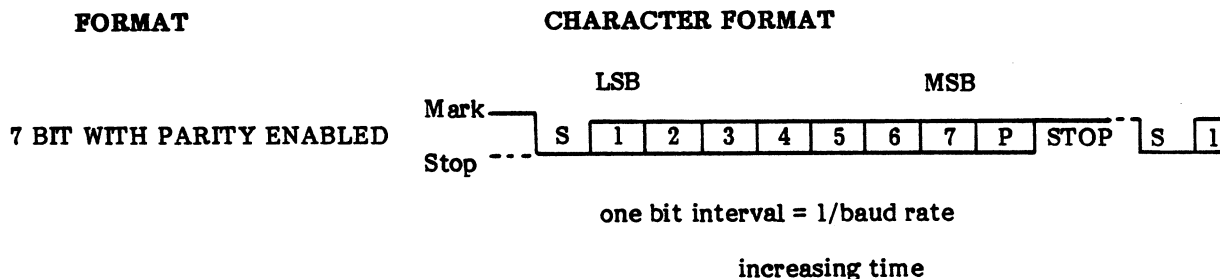 FORMAT CHARACTER FORMAT
LSB MSB
Mark
7 BIT WITH PARITY ENABLED S 1 2 3 4 5 6 7 P STOP S 1
Stop
one bit interval = 1/baud rate
increasing time